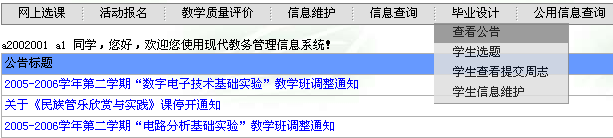 网上选课 活动报名 教学质量评价 信息维护 信息查询 毕业设计 公用信息查询
查看公告
学生选题
学生查看提交周志
学生信息维护
a2002001 a1 同学，您好，欢迎您使用现代教务管理信息系统！
公告标题
2005-2006学年第二学期“数字电子技术基础实验”教学班调整通知
关于《民族管乐欣赏与实践》课停开通知
2005-2006学年第二学期“电路分析基础实验”教学班调整通知